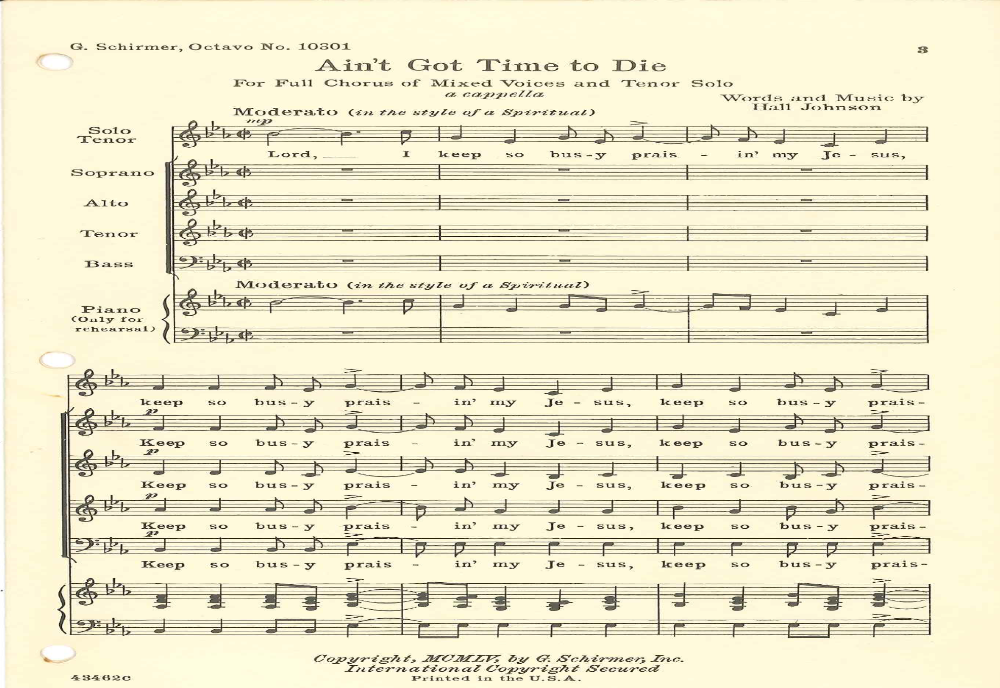 G. Schirmer, Octavo No. 10301
3
Ain't Got Time to Die
For Full Chorus of Mixed Voices and Tenor Solo
a cappella
Words and Music by
Hall Johnson
Moderato (in the style of a Spiritual)
mp
Solo
Tenor
Lord, I keep so bus-y prais - in' my Je - sus,
Soprano
Alto
Tenor
Bass
Moderato (in the style of a Spiritual)
Piano
(Only for
rehearsal)
keep so bus-y prais - in' my Je - sus, keep so bus-y prais-
p
Keep so bus-y prais - in' my Je - sus, keep so bus-y prais-
p
Keep so bus-y prais - in' my Je - sus, keep so bus-y prais-
p
Keep so bus-y prais - in' my Je - sus, keep so bus-y prais-
p
Keep so bus-y prais - in' my Je - sus, keep so bus-y prais-
Copyright, MCMLV, by G. Schirmer, Inc.
International Copyright Secured
Printed in the U.S.A.
43462c